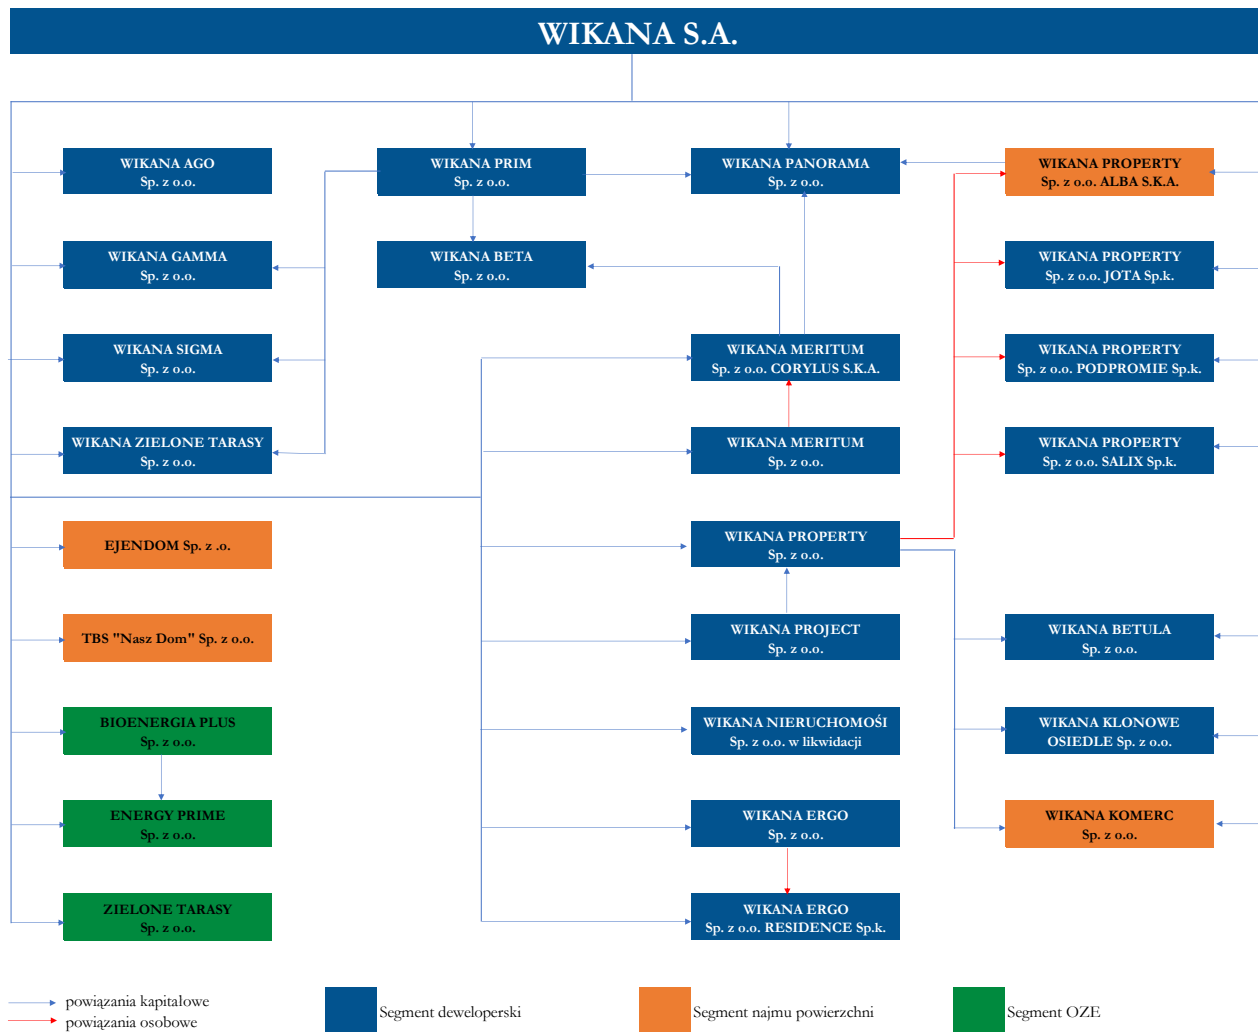 WIKANA S.A.
WIKANA AGO
Sp. z o.o.
WIKANA PRIM
Sp. z o.o.
WIKANA PANORAMA
Sp. z o.o.
WIKANA PROPERTY
Sp. z o.o. ALBA S.K.A.
WIKANA GAMMA
Sp. z o.o.
WIKANA BETA
Sp. z o.o.
WIKANA PROPERTY
Sp. z o.o. JOTA Sp.k.
WIKANA SIGMA
Sp. z o.o.
WIKANA MERITUM
Sp. z o.o. CORYLUS S.K.A.
WIKANA PROPERTY
Sp. z o.o. PODPROMIE Sp.k.
WIKANA ZIELONE TARASY
Sp. z o.o.
WIKANA MERITUM
Sp. z o.o.
WIKANA PROPERTY
Sp. z o.o. SALIX Sp.k.
EJENDOM Sp. z .o.
WIKANA PROPERTY
Sp. z o.o.
TBS "Nasz Dom" Sp. z o.o.
WIKANA PROJECT
Sp. z o.o.
WIKANA BETULA
Sp. z o.o.
BIOENERGIA PLUS
Sp. z o.o.
WIKANA NIERUCHOMOŚI
Sp. z o.o. w likwidacji
WIKANA KLONOWE
OSIEDLE Sp. z o.o.
ENERGY PRIME
Sp. z o.o.
WIKANA ERGO
Sp. z o.o.
WIKANA KOMERC
Sp. z o.o.
ZIELONE TARASY
Sp. z o.o.
WIKANA ERGO
Sp. z o.o. RESIDENCE Sp.k.
powiązania kapitałowe
powiązania osobowe
Segment deweloperski
Segment najmu powierzchni
Segment OZE